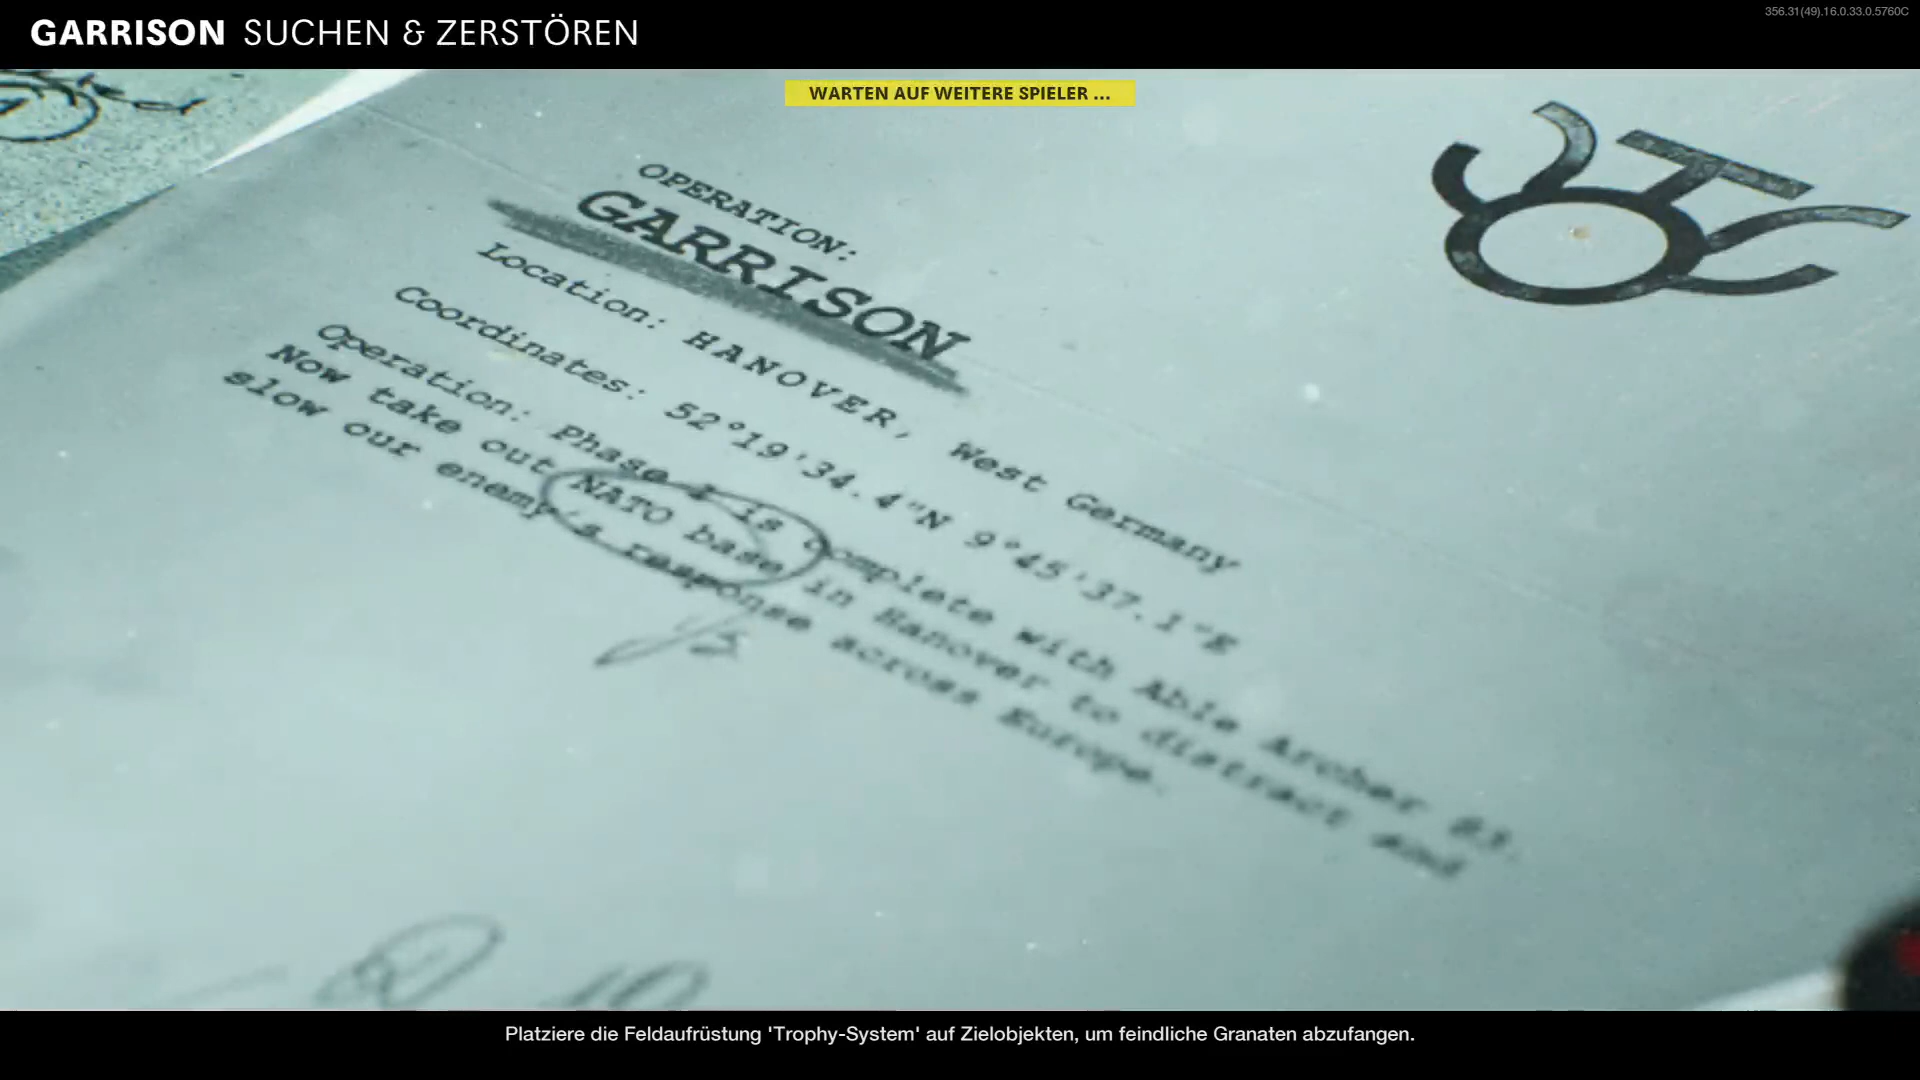 GARRISON SUCHEN & ZERSTÖREN
356.31(49).16.0.33.0.5760C
WARTEN AUF WEITERE SPIELER ...
OPERATION:
GARRISON
Location: HANOVER, West Germany
Coordinates: 52°19'34.4"N 9°45'37.1"E
Operation: Phase 1 is complete with Able Archer 83.
Now take out NATO base in Hanover to distract and
slow our enemy's response across Europe.
Platziere die Feldaufrüstung 'Trophy-System' auf Zielobjekten, um feindliche Granaten abzufangen.